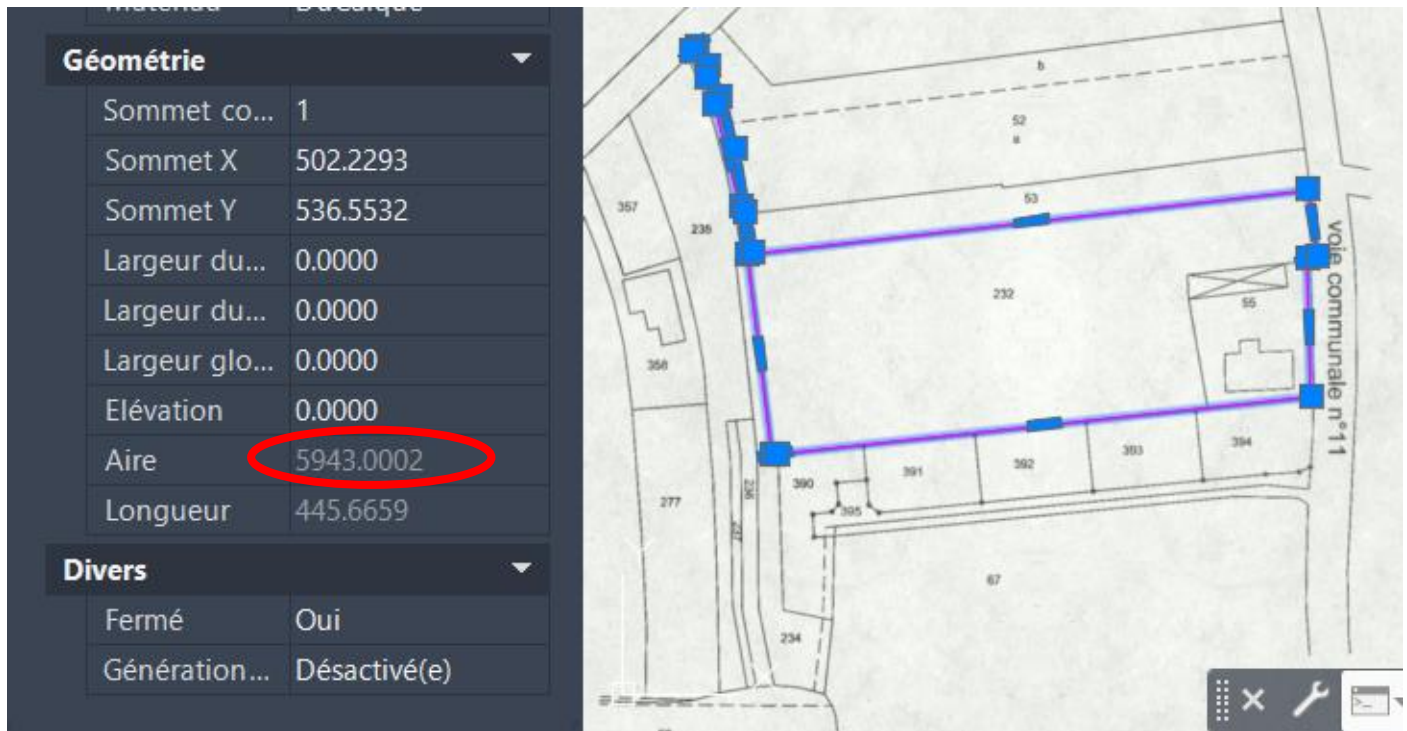 Géométrie
Sommet co... 1
Sommet X 502.2293
Sommet Y 536.5532
Largeur du... 0.0000
Largeur du... 0.0000
Largeur glo... 0.0000
Elévation 0.0000
Aire 5943.0002
Longueur 445.6659
Divers
Fermé Oui
Génération... Désactivé(e)
b
52
a
53
357
235
232
55
voie communale n°11
358
394
393
392
391
390
395
236
237
277
67
234